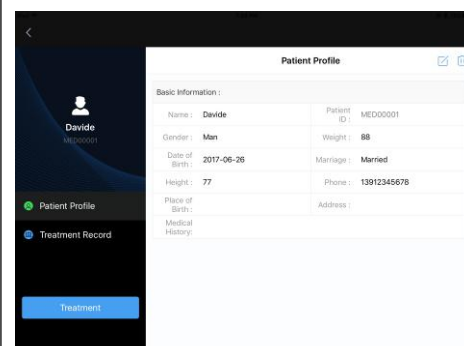 Patient Profile
Davide
MED00001
Patient Profile
Treatment Record
Treatment
Basic Information :
Name : Davide
Patient ID : MED00001
Gender : Man
Weight : 88
Date of Birth : 2017-06-26
Marriage : Married
Height : 77
Phone : 13912345678
Place of Birth :
Address :
Medical History: